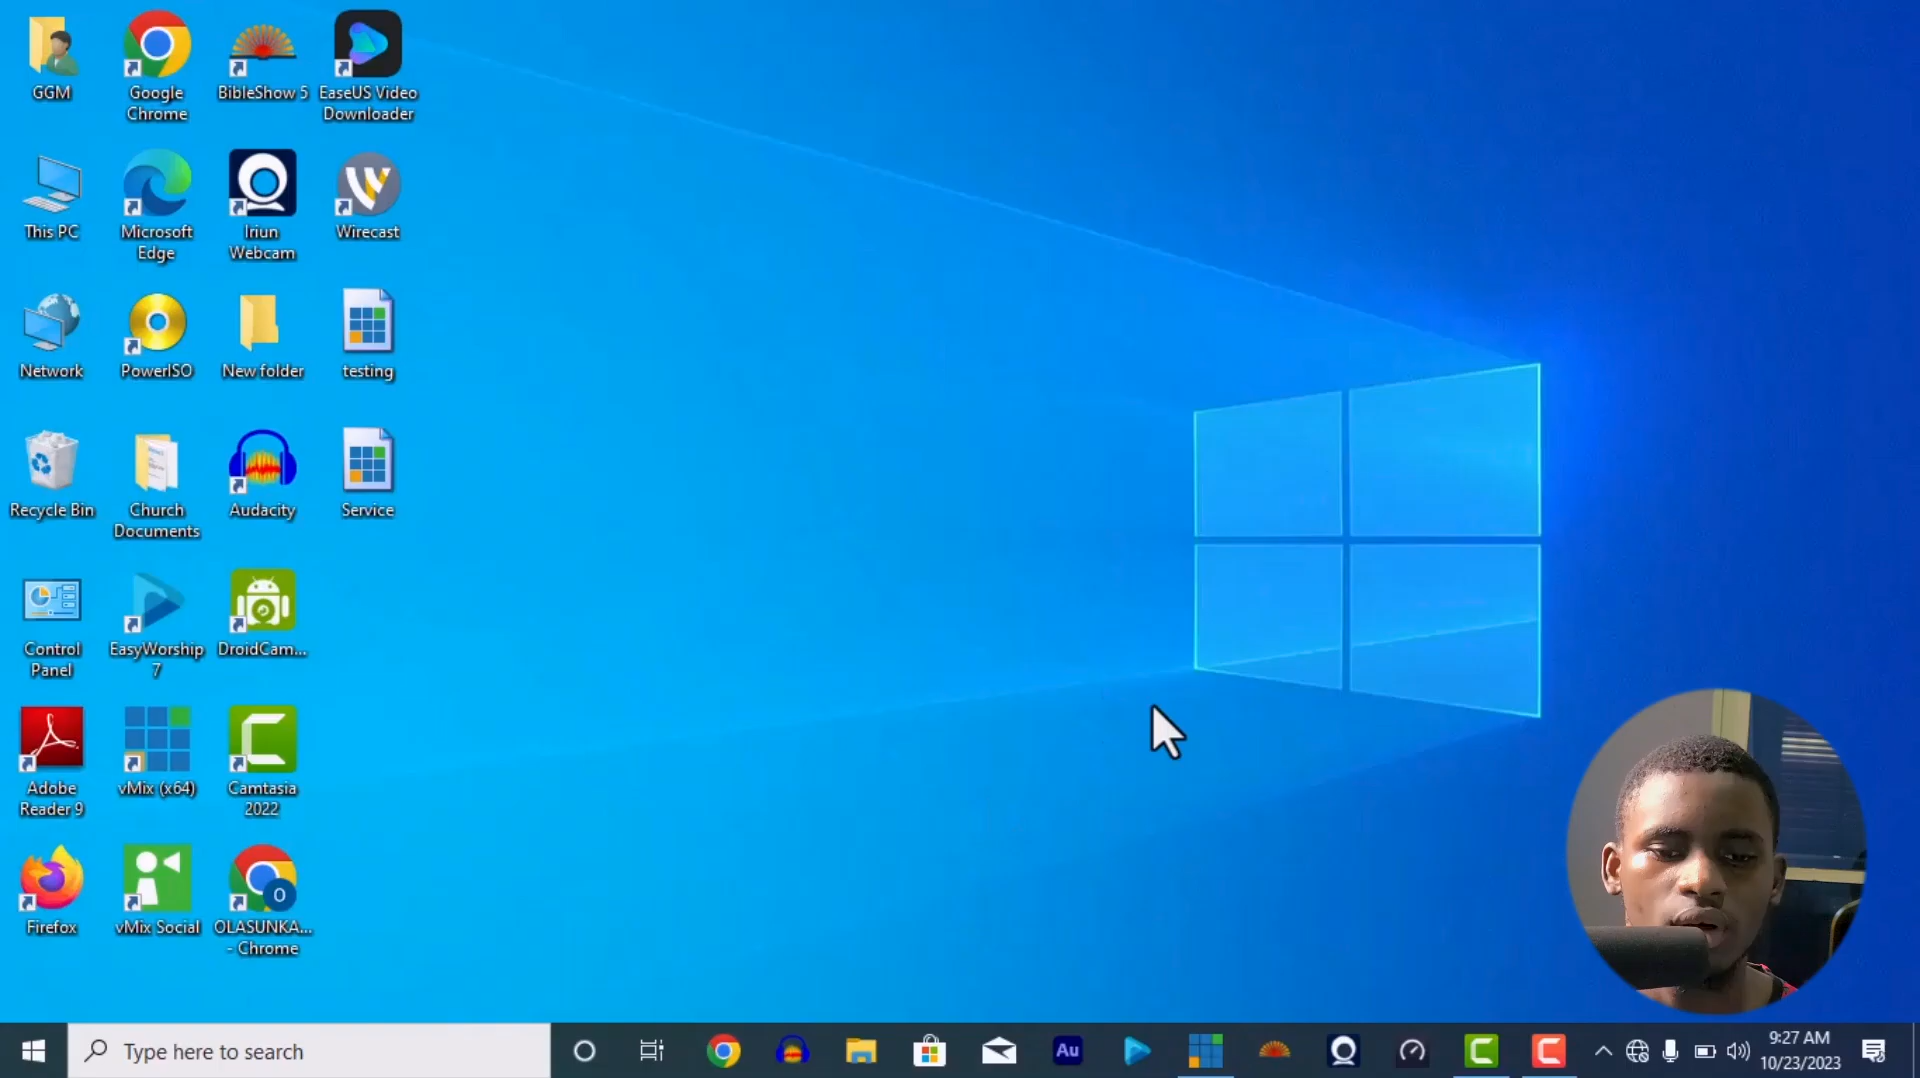 GGM
Google
Chrome
BibleShow 5
EaseUS Video
Downloader
This PC
Microsoft
Edge
Iriun
Webcam
Wirecast
Network
PowerISO
New folder
testing
Recycle Bin
Church
Documents
Audacity
Service
Control
Panel
EasyWorship
7
DroidCam...
Adobe
Reader 9
vMix (x64)
Camtasia
2022
Firefox
vMix Social
O
OLASUNKA...
- Chrome
Type here to search
Au
9:27 AM
10/23/2023